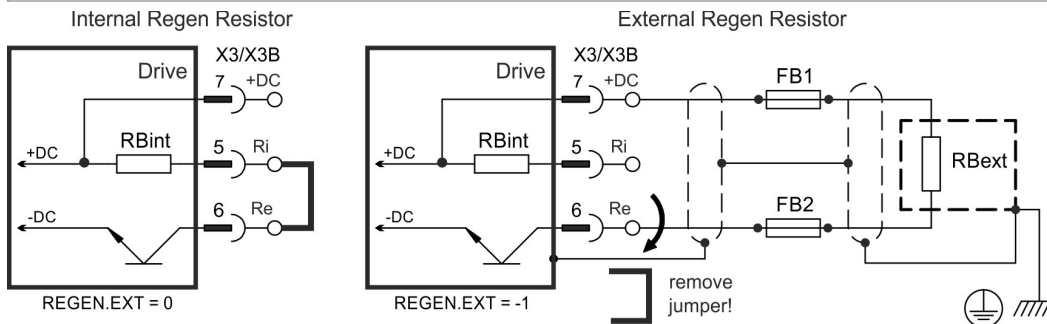 Internal Regen Resistor
External Regen Resistor
X3/X3B
Drive
7
+DC
+DC
RBint
5
Ri
-DC
6
Re
REGEN.EXT = 0
X3/X3B
Drive
7
+DC
+DC
RBint
5
Ri
-DC
6
Re
REGEN.EXT = -1
FB1
FB2
RBext
remove
jumper!